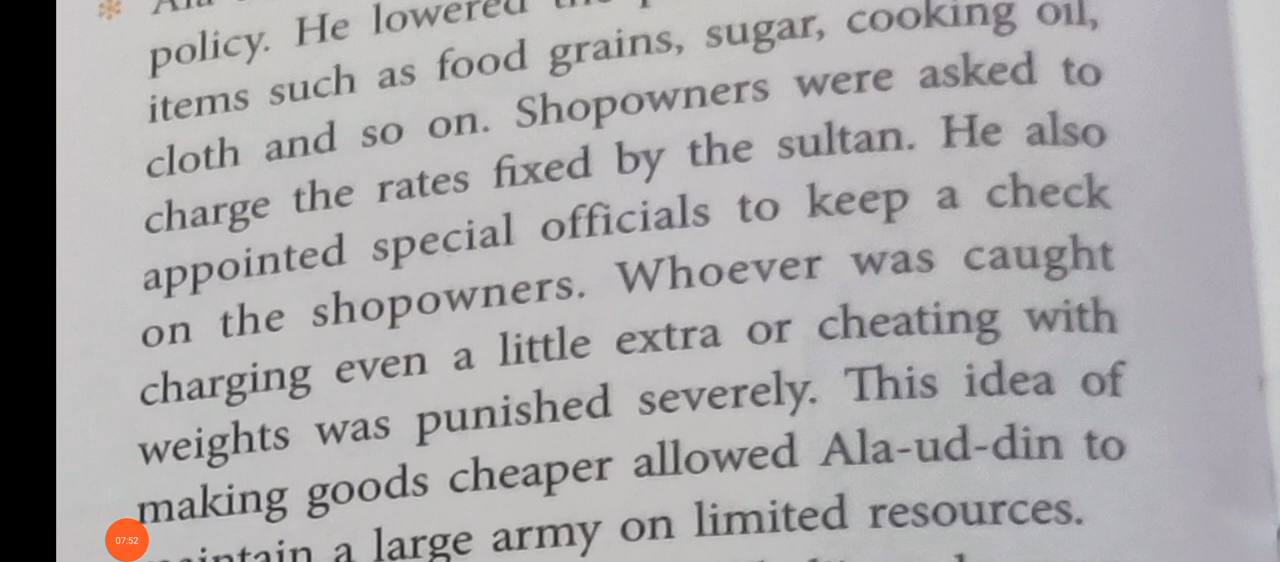 policy. He lowered
items such as food grains, sugar, cooking oil,
cloth and so on. Shopowners were asked to
charge the rates fixed by the sultan. He also
appointed special officials to keep a check
on the shopowners. Whoever was caught
charging even a little extra or cheating with
weights was punished severely. This idea of
making goods cheaper allowed Ala-ud-din to
a large army on limited resources.
07:52